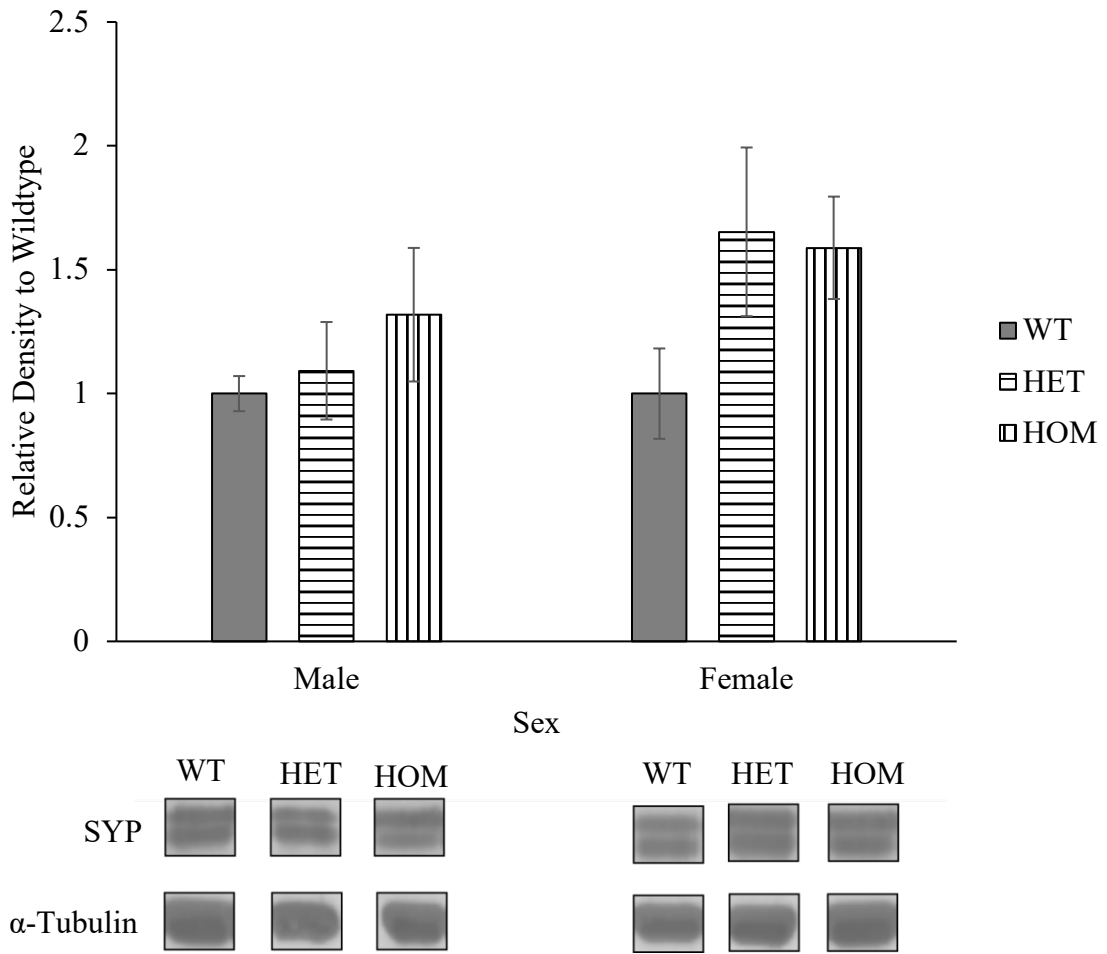 2.5
2
1.5
1
0.5
0
Relative Density to Wildtype
Male Female
Sex
WT
HET
HOM
WT HET HOM WT HET HOM
SYP
α-Tubulin